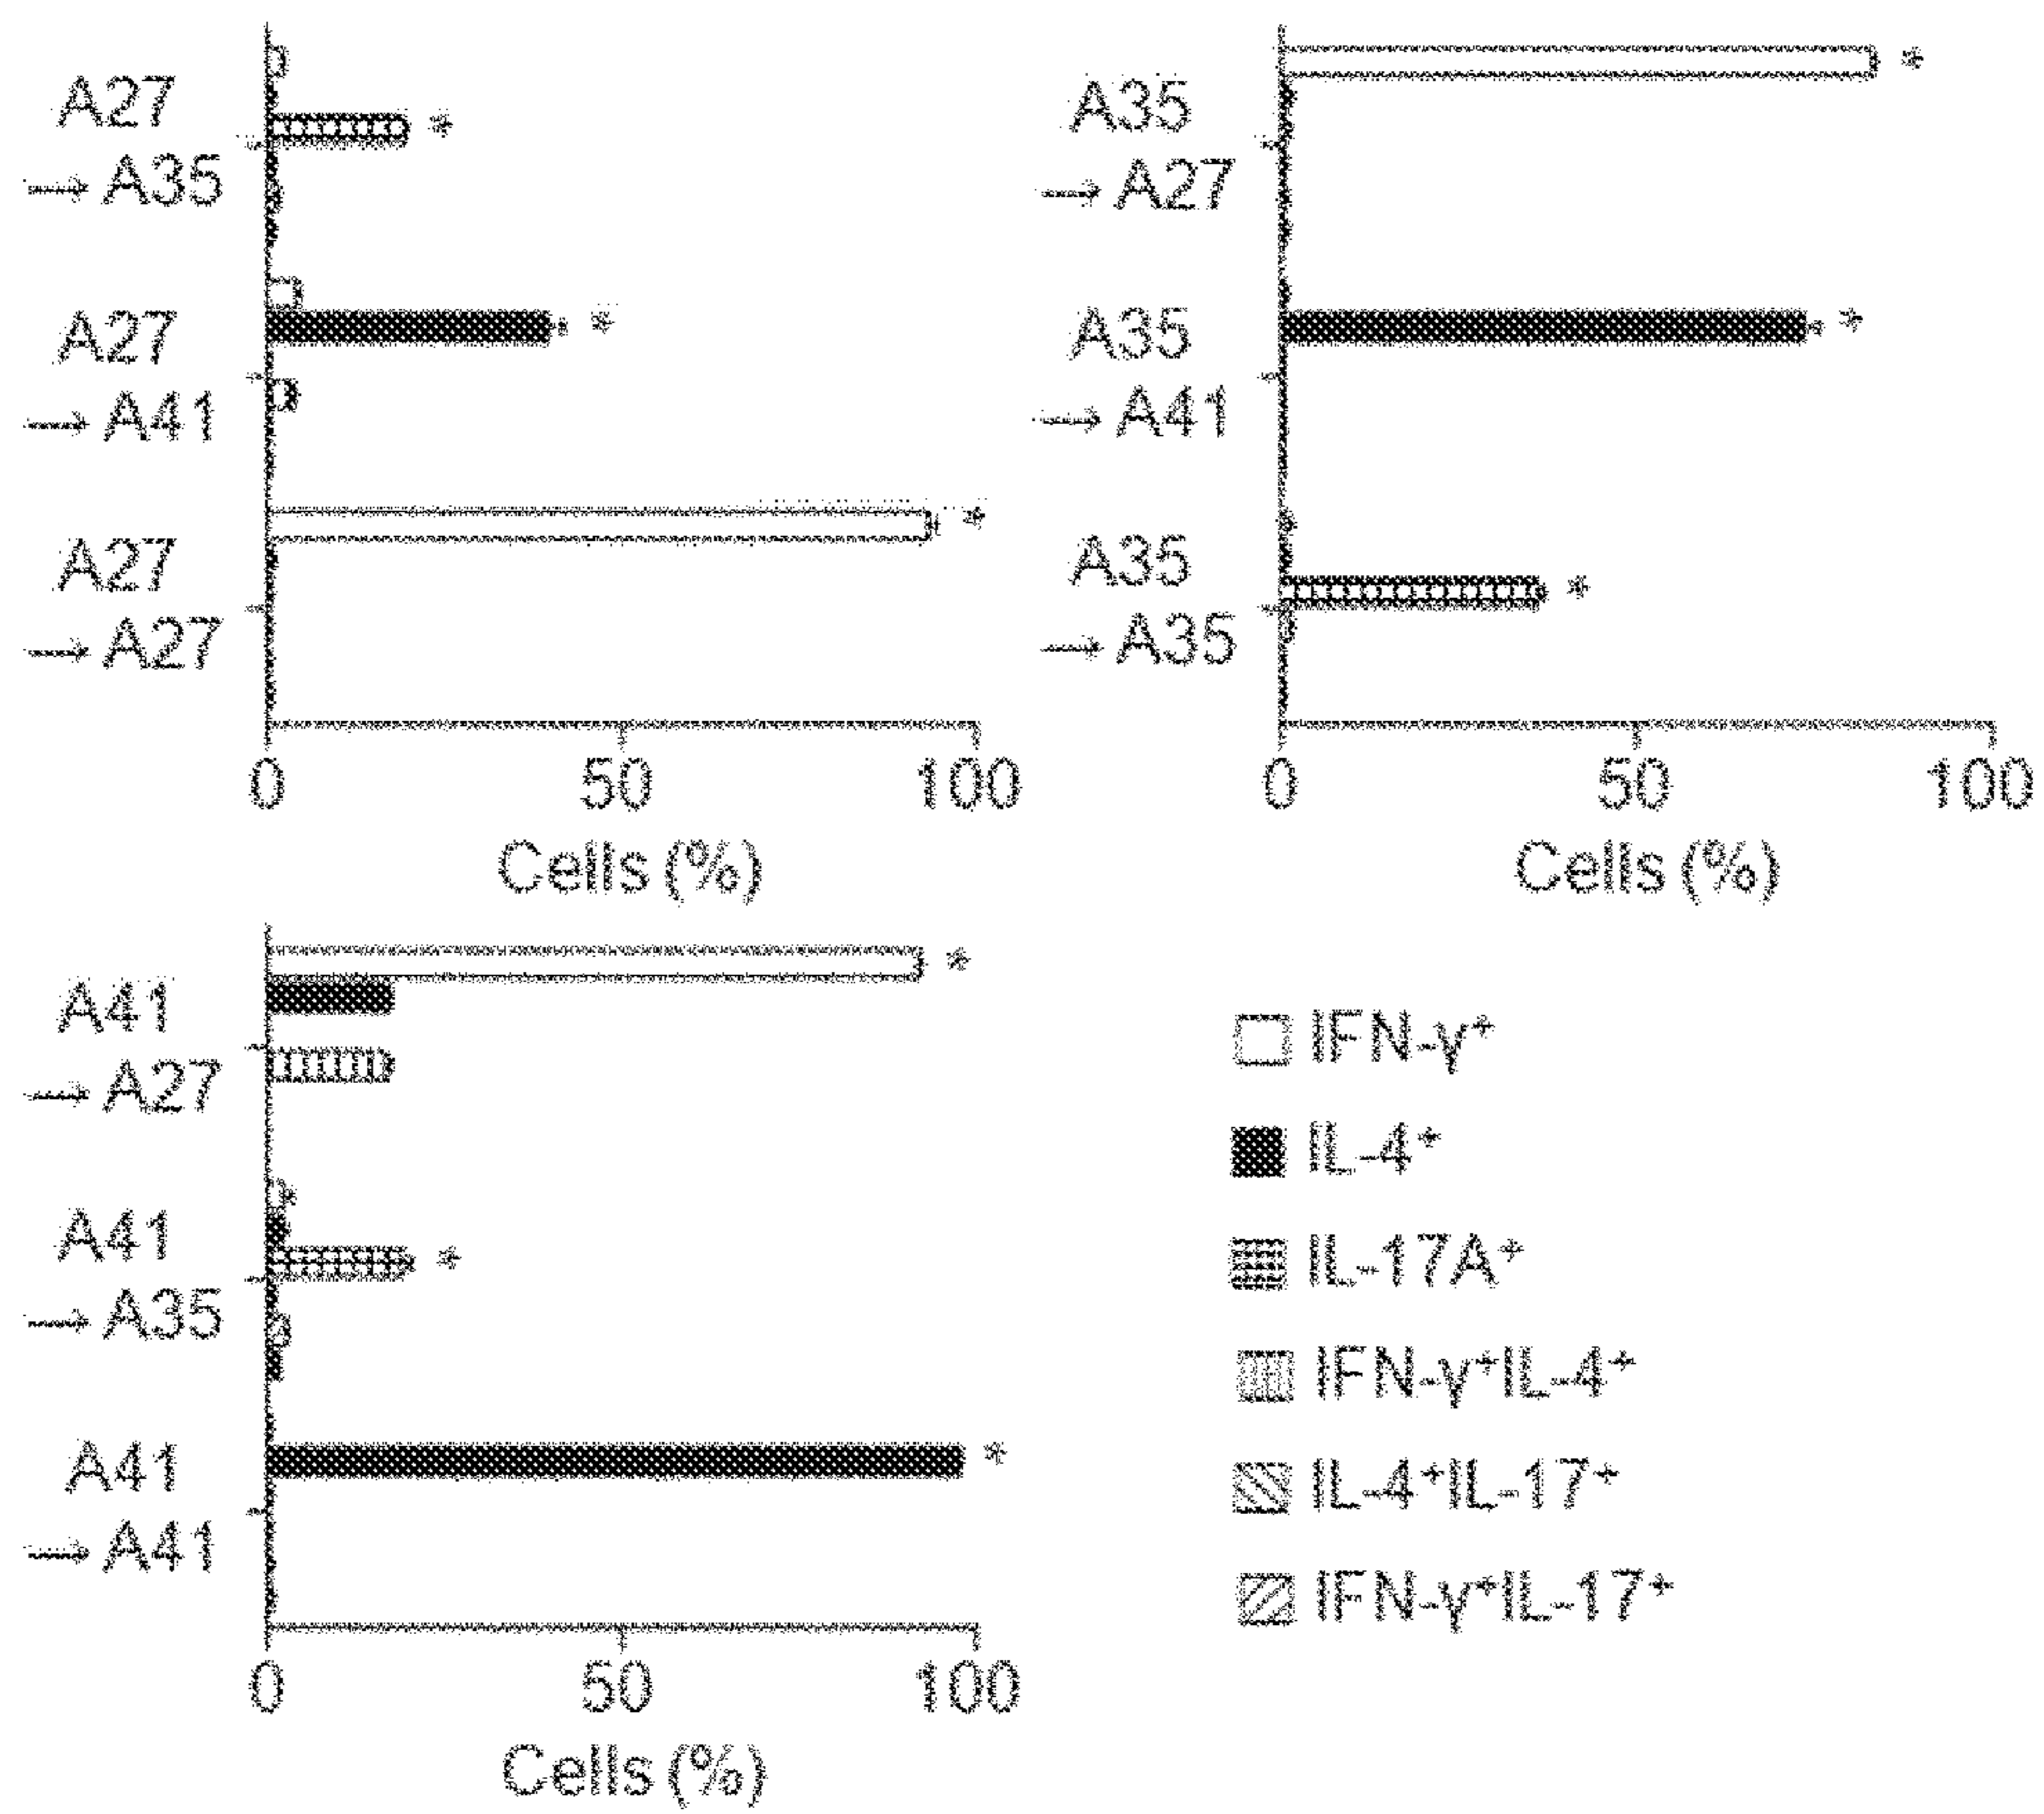 A27
→ A35
*
A27
→ A41
*
A27
→ A27
*
0 50 100
Cells (%)
A35
→ A27
*
A35
→ A41
*
A35
→ A35
*
0 50 100
Cells (%)
A41
→ A27
*
A41
→ A35
*
A41
→ A41
*
0 50 100
Cells (%)
IFN-γ⁺
IL-4⁺
IL-17A⁺
IFN-γ⁺IL-4⁺
IL-4⁺IL-17⁺
IFN-γ⁺IL-17⁺